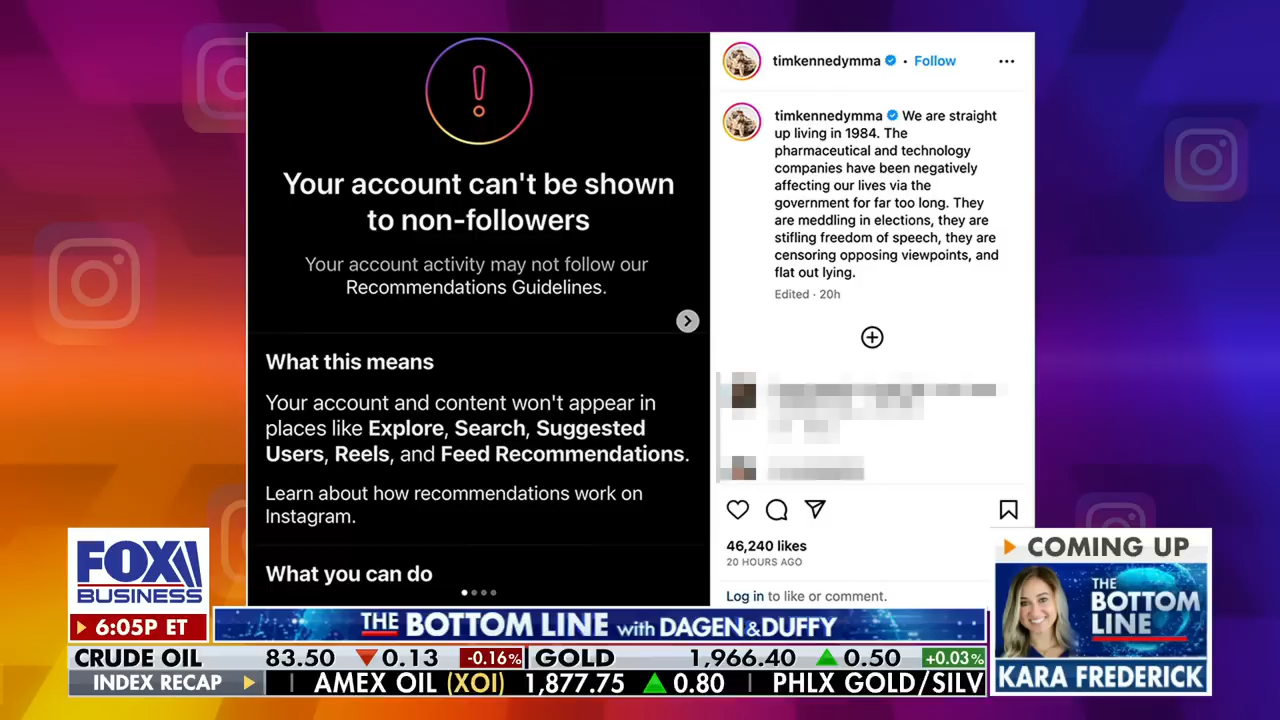 Your account can't be shown
to non-followers
Your account activity may not follow our
Recommendations Guidelines.
What this means
Your account and content won't appear in
places like Explore, Search, Suggested
Users, Reels, and Feed Recommendations.
Learn about how recommendations work on
Instagram.
What you can do
timkennedymma • Follow
timkennedymma We are straight
up living in 1984. The
pharmaceutical and technology
companies have been negatively
affecting our lives via the
government for far too long. They
are meddling in elections, they are
stifling freedom of speech, they are
censoring opposing viewpoints, and
flat out lying.
Edited · 20h
46,240 likes
20 HOURS AGO
Log in to like or comment.
FOX
BUSINESS
6:05P ET
THE BOTTOM LINE with DAGEN & DUFFY
COMING UP
THE
BOTTOM
LINE
KARA FREDERICK
CRUDE OIL 83.50 0.13 -0.16% GOLD 1,966.40 0.50 +0.03%
INDEX RECAP AMEX OIL (XOI) 1,877.75 0.80 PHLX GOLD/SILV